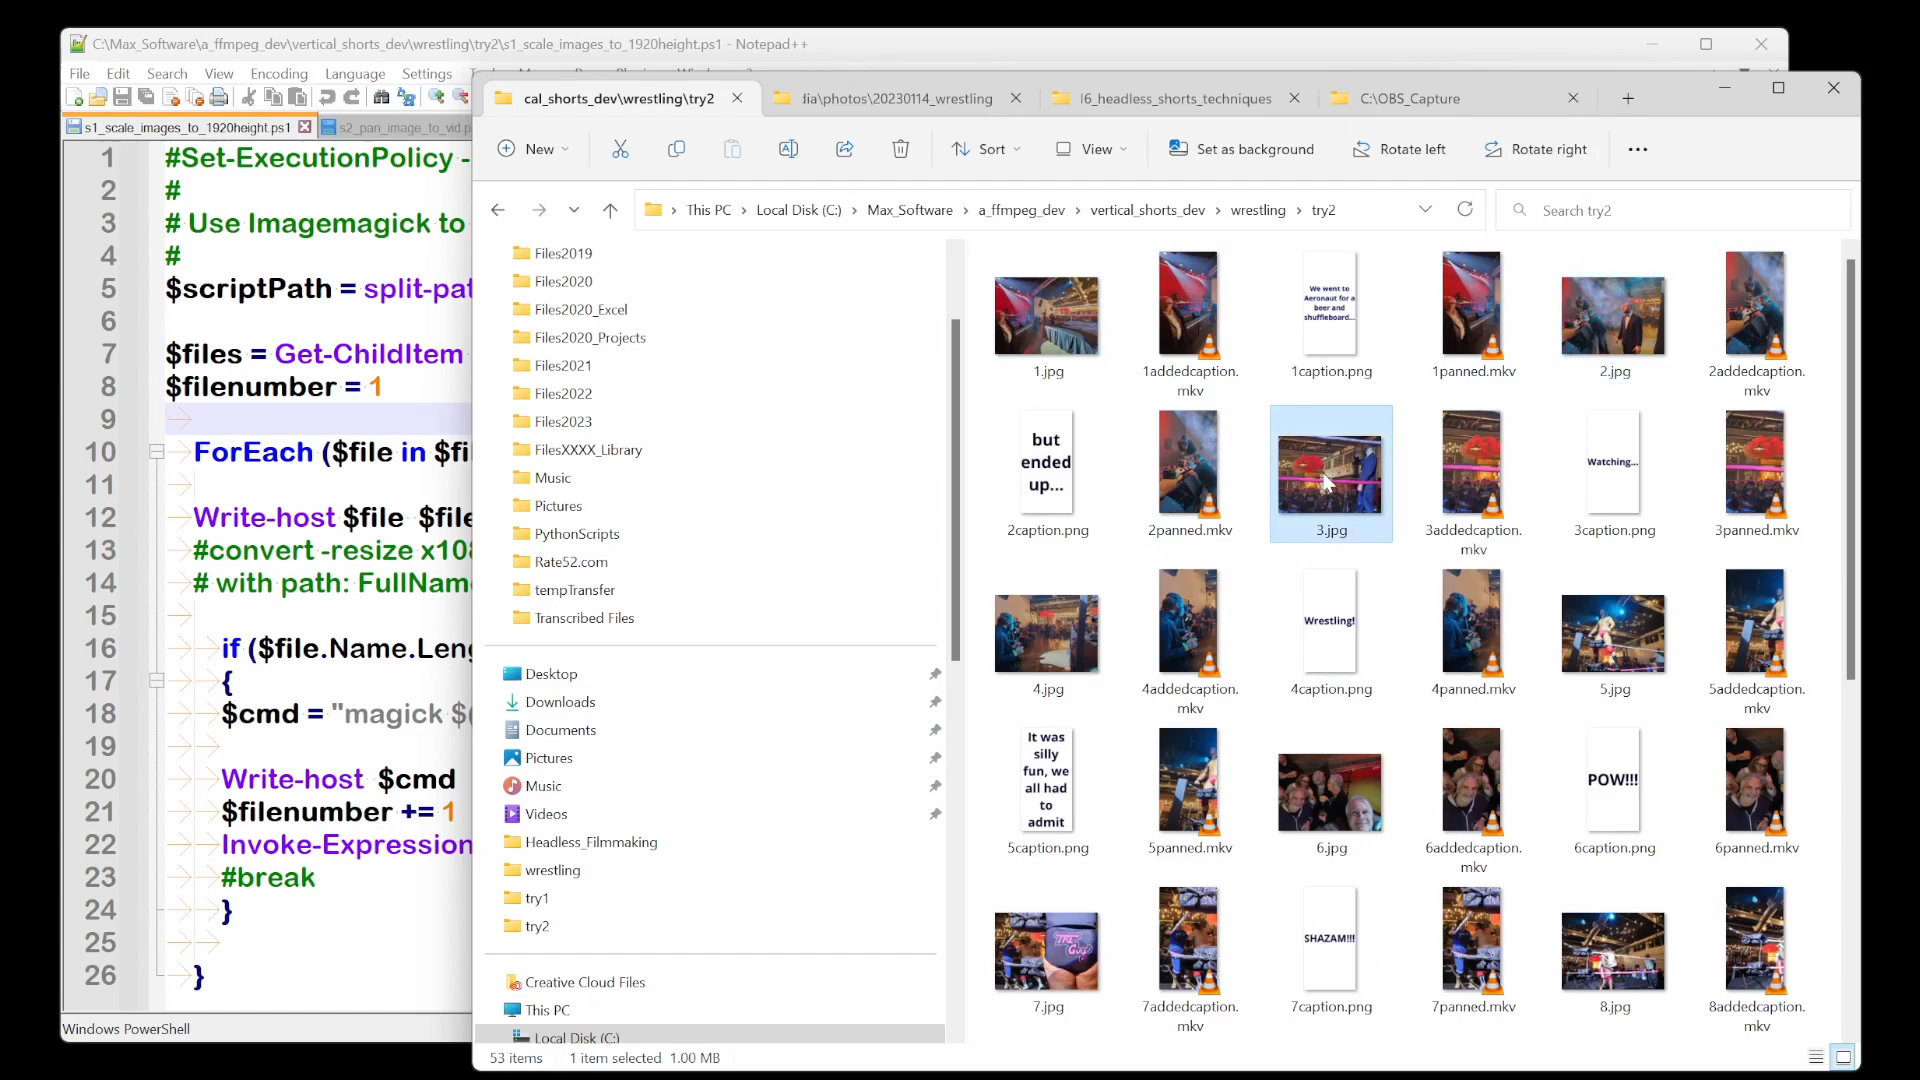 C:\Max_Software\a_ffmpeg_dev\vertical_shorts_dev\wrestling\try2\s1_scale_images_to_1920height.ps1 - Notepad++
File Edit Search View Encoding Language Settings
s1_scale_images_to_1920height.ps1
s2_pan_image_to_vid.p
1 #Set-ExecutionPolicy -
2 #
3 # Use Imagemagick to
4 #
5 $scriptPath = split-pat
6
7 $files = Get-ChildItem
8 $filenumber = 1
9
10 ForEach ($file in $fi
11
12 Write-host $file $file
13 #convert -resize x108
14 # with path: FullName
15
16 if ($file.Name.Leng
17 {
18 $cmd = "magick $(
19
20 Write-host $cmd
21 $filenumber += 1
22 Invoke-Expression
23 #break
24 }
25
26 }
Windows PowerShell
cal_shorts_dev\wrestling\try2
lia\photos\20230114_wrestling
l6_headless_shorts_techniques
C:\OBS_Capture
New
Sort
View
Set as background
Rotate left
Rotate right
This PC > Local Disk (C:) > Max_Software > a_ffmpeg_dev > vertical_shorts_dev > wrestling > try2
Search try2
Files2019
Files2020
Files2020_Excel
Files2020_Projects
Files2021
Files2022
Files2023
FilesXXXX_Library
Music
Pictures
PythonScripts
Rate52.com
tempTransfer
Transcribed Files
Desktop
Downloads
Documents
Pictures
Music
Videos
Headless_Filmmaking
wrestling
try1
try2
Creative Cloud Files
This PC
Local Disk (C:)
We went to
Aeronaut for a
beer and
shuffleboard...
1.jpg
1addedcaption.
mkv
1caption.png
1panned.mkv
2.jpg
2addedcaption.
mkv
but
ended
up...
Watching...
2caption.png
2panned.mkv
3.jpg
3addedcaption.
mkv
3caption.png
3panned.mkv
Wrestling!
4.jpg
4addedcaption.
mkv
4caption.png
4panned.mkv
5.jpg
5addedcaption.
mkv
It was
silly
fun, we
all had
to
admit
POW!!!
5caption.png
5panned.mkv
6.jpg
6addedcaption.
mkv
6caption.png
6panned.mkv
SHAZAM!!!
7.jpg
7addedcaption.
mkv
7caption.png
7panned.mkv
8.jpg
8addedcaption.
mkv
53 items
1 item selected 1.00 MB